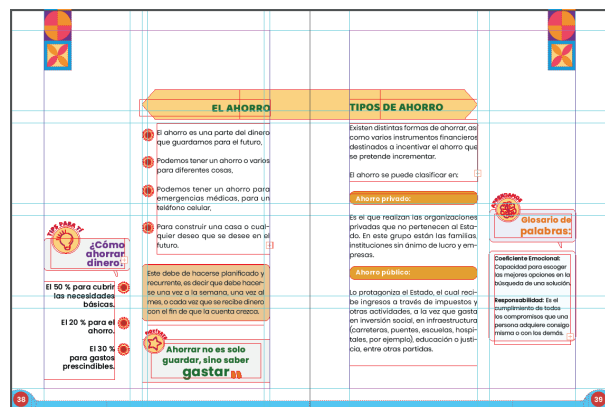 EL AHORRO
El ahorro es una parte del dinero
que guardamos para el futuro,
Podemos tener un ahorro o varios
para diferentes cosas,
Podemos tener un ahorro para
emergencias médicas, para un
teléfono celular,
Para construir una casa o cual-
quier deseo que se desee en el
futuro.
Este debe de hacerse planificado y
recurrente, es decir que debe hacer-
se una vez a la semana, una vez al
mes, o cada vez que se recibe dinero
con el fin de que la cuenta crezca.
Ahorrar no es solo
guardar, sino saber
gastar
TIPS PARA TI
¿Cómo
ahorrar
dinero?
El 50 % para cubrir
las necesidades
básicas.
El 20 % para el
ahorro.
El 30 %
para gastos
prescindibles.
38
TIPOS DE AHORRO
Existen distintas formas de ahorrar, así
como varios instrumentos financieros
destinados a incentivar el ahorro que
se pretende incrementar.
El ahorro se puede clasificar en:
Ahorro privado:
Es el que realizan las organizaciones
privadas que no pertenecen al Esta-
do. En este grupo están las familias,
instituciones sin ánimo de lucro y em-
presas.
Ahorro público:
Lo protagoniza el Estado, el cual reci-
be ingresos a través de impuestos y
otras actividades, a la vez que gasta
en inversión social, en infraestructura
(carreteras, puentes, escuelas, hospi-
tales, por ejemplo), educación o justi-
cia, entre otras partidas.
Glosario de
palabras:
Coeficiente Emocional:
Capacidad para escoger
las mejores opciones en la
búsqueda de una solución.
Responsabilidad: Es el
cumplimiento de todos
los compromisos que una
persona adquiere consigo
misma o con los demás.
39